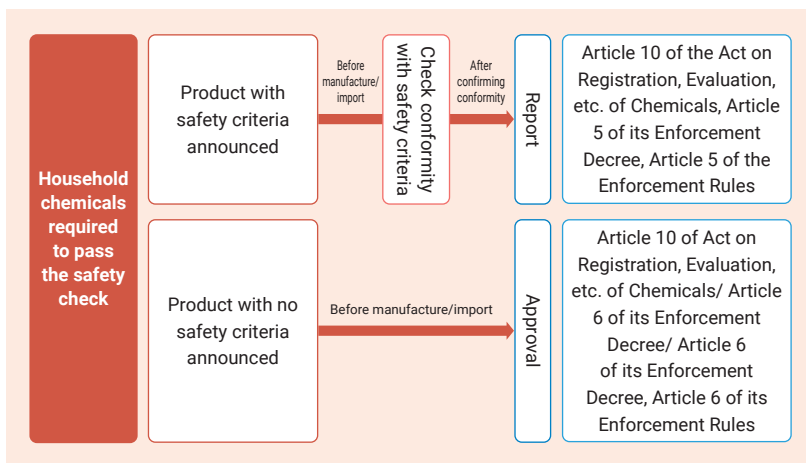 Household
chemicals
required
to pass
the safety
check
Product with
safety criteria
announced
Before
manufacture/
import
Check conformity
with safety criteria
After
confirming
conformity
Report
Article 10 of the Act on
Registration, Evaluation,
etc. of Chemicals, Article
5 of its Enforcement
Decree, Article 5 of the
Enforcement Rules
Product with no
safety criteria
announced
Before manufacture/import
Approval
Article 10 of Act on
Registration, Evaluation,
etc. of Chemicals/ Article
6 of its Enforcement
Decree/ Article 6
of its Enforcement
Decree, Article 6 of its
Enforcement Rules